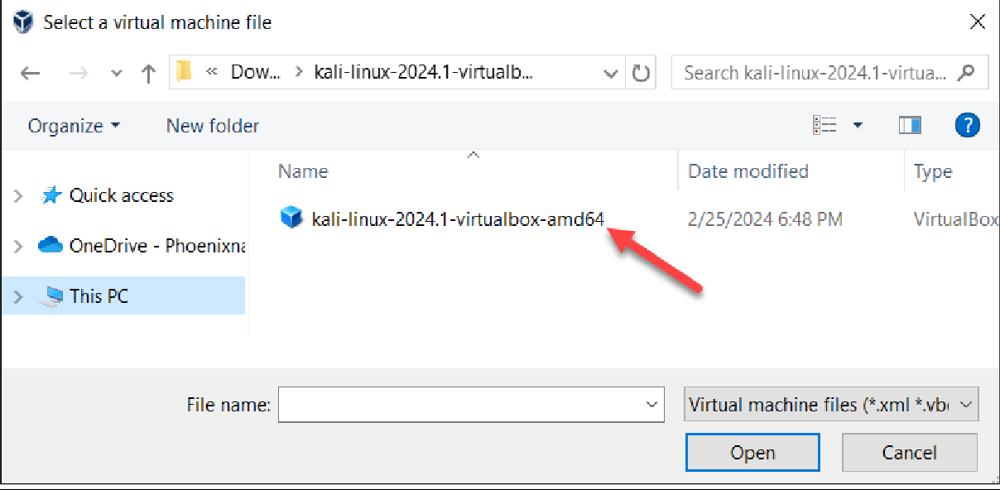 Select a virtual machine file
« Dow... > kali-linux-2024.1-virtualb... Search kali-linux-2024.1-virtua...
Organize New folder ?
Name Date modified Type
Quick access
kali-linux-2024.1-virtualbox-amd64 2/25/2024 6:48 PM VirtualBox
OneDrive - Phoenixna
This PC
File name: Virtual machine files (*.xml *.vbo
Open Cancel